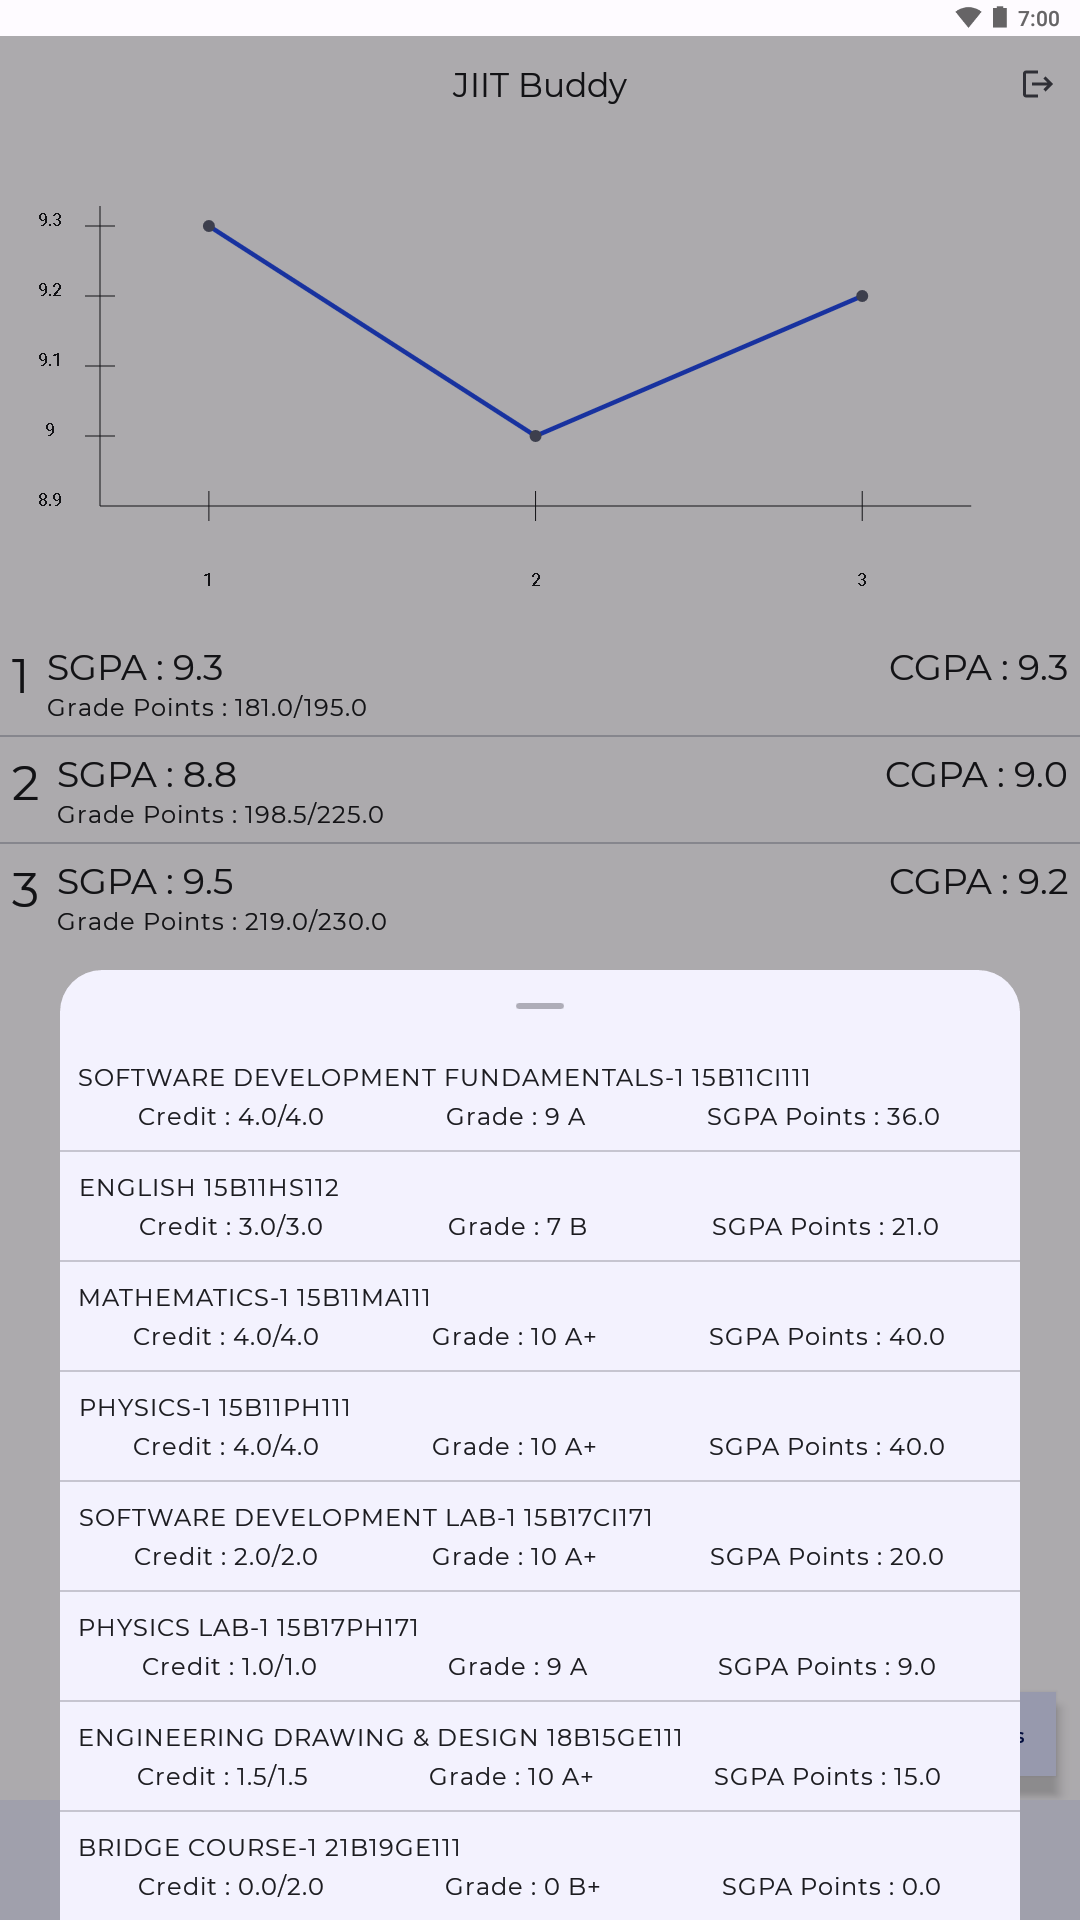 7:00
JIIT Buddy
9.3
9.2
9.1
9
8.9
1 2 3
1 SGPA : 9.3 CGPA : 9.3
Grade Points : 181.0/195.0
2 SGPA : 8.8 CGPA : 9.0
Grade Points : 198.5/225.0
3 SGPA : 9.5 CGPA : 9.2
Grade Points : 219.0/230.0
SOFTWARE DEVELOPMENT FUNDAMENTALS-1 15B11CI111
Credit : 4.0/4.0 Grade : 9 A SGPA Points : 36.0
ENGLISH 15B11HS112
Credit : 3.0/3.0 Grade : 7 B SGPA Points : 21.0
MATHEMATICS-1 15B11MA111
Credit : 4.0/4.0 Grade : 10 A+ SGPA Points : 40.0
PHYSICS-1 15B11PH111
Credit : 4.0/4.0 Grade : 10 A+ SGPA Points : 40.0
SOFTWARE DEVELOPMENT LAB-1 15B17CI171
Credit : 2.0/2.0 Grade : 10 A+ SGPA Points : 20.0
PHYSICS LAB-1 15B17PH171
Credit : 1.0/1.0 Grade : 9 A SGPA Points : 9.0
ENGINEERING DRAWING & DESIGN 18B15GE111
Credit : 1.5/1.5 Grade : 10 A+ SGPA Points : 15.0
BRIDGE COURSE-1 21B19GE111
Credit : 0.0/2.0 Grade : 0 B+ SGPA Points : 0.0